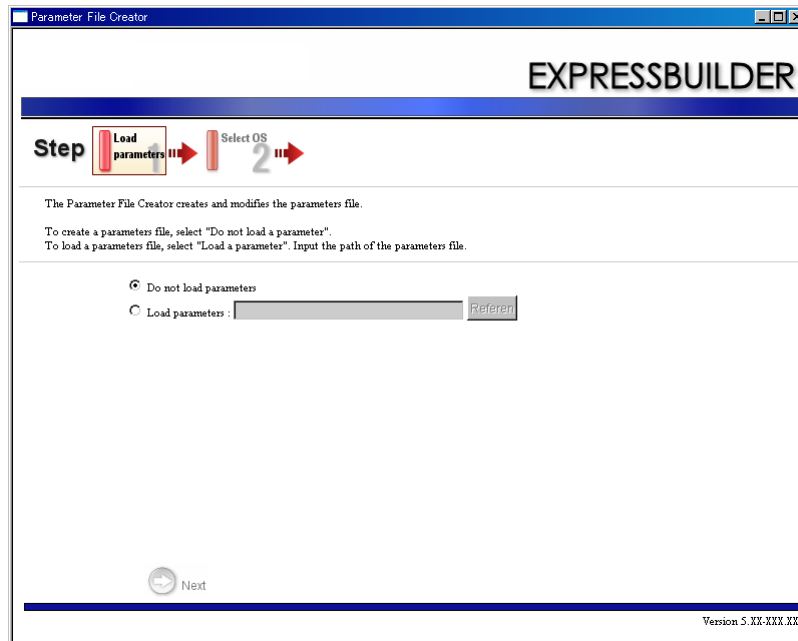 Parameter File Creator
EXPRESSBUILDER
Step
Load
parameters
1
Select OS
2
The Parameter File Creator creates and modifies the parameters file.
To create a parameters file, select "Do not load a parameter".
To load a parameters file, select "Load a parameter". Input the path of the parameters file.
Do not load parameters
Load parameters :
Referen
Next
Version 5.XX-XXX.XX